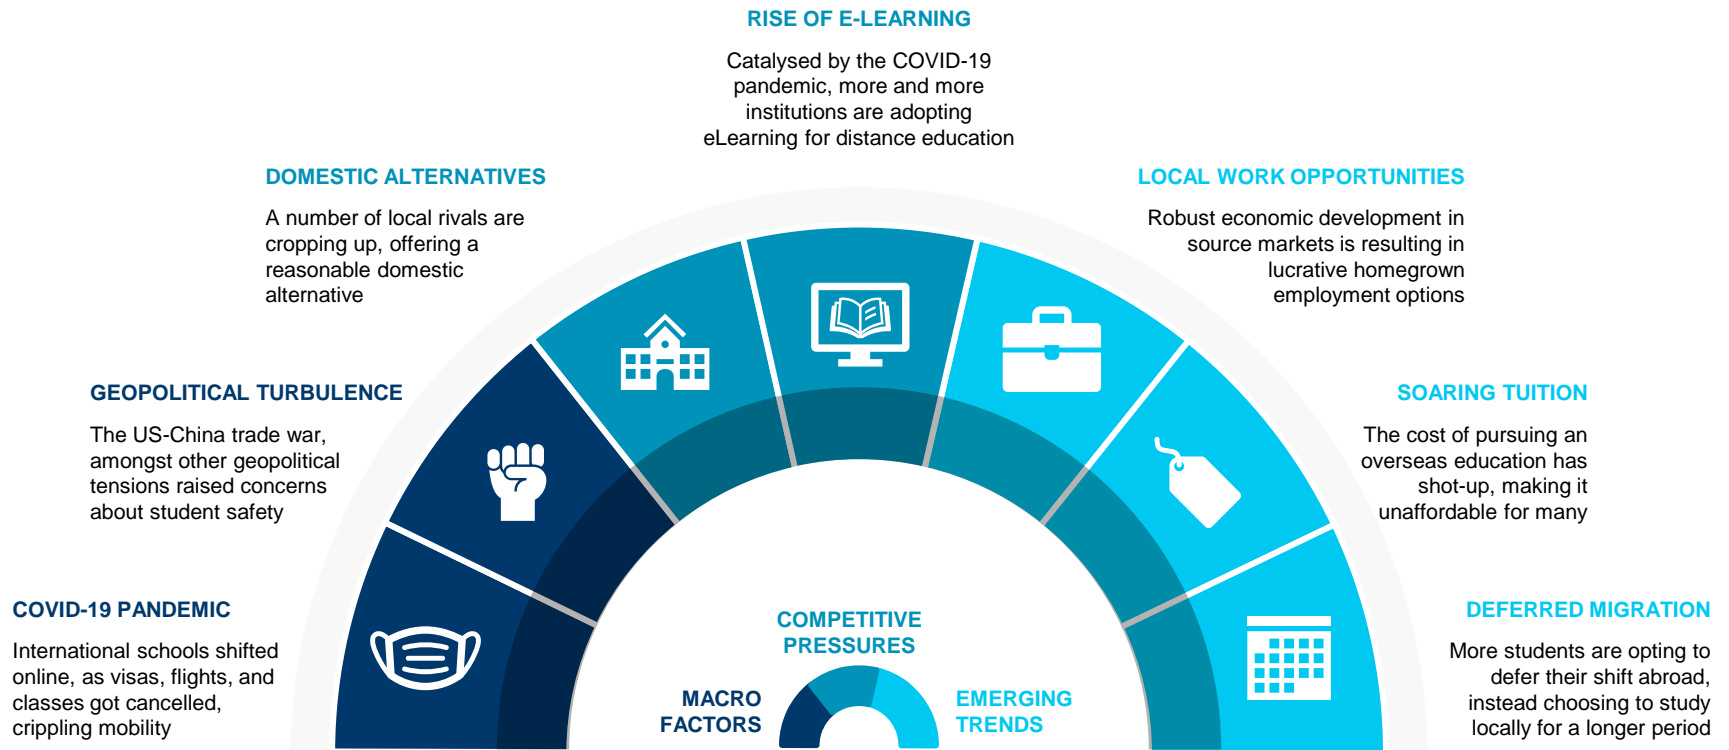 RISE OF E-LEARNING
Catalysed by the COVID-19
pandemic, more and more
institutions are adopting
eLearning for distance education
DOMESTIC ALTERNATIVES
A number of local rivals are
cropping up, offering a
reasonable domestic
alternative
LOCAL WORK OPPORTUNITIES
Robust economic development in
source markets is resulting in
lucrative homegrown
employment options
GEOPOLITICAL TURBULENCE
The US-China trade war,
amongst other geopolitical
tensions raised concerns
about student safety
SOARING TUITION
The cost of pursuing an
overseas education has
shot-up, making it
unaffordable for many
COVID-19 PANDEMIC
International schools shifted
online, as visas, flights, and
classes got cancelled,
crippling mobility
COMPETITIVE
PRESSURES
MACRO
FACTORS
EMERGING
TRENDS
DEFERRED MIGRATION
More students are opting to
defer their shift abroad,
instead choosing to study
locally for a longer period